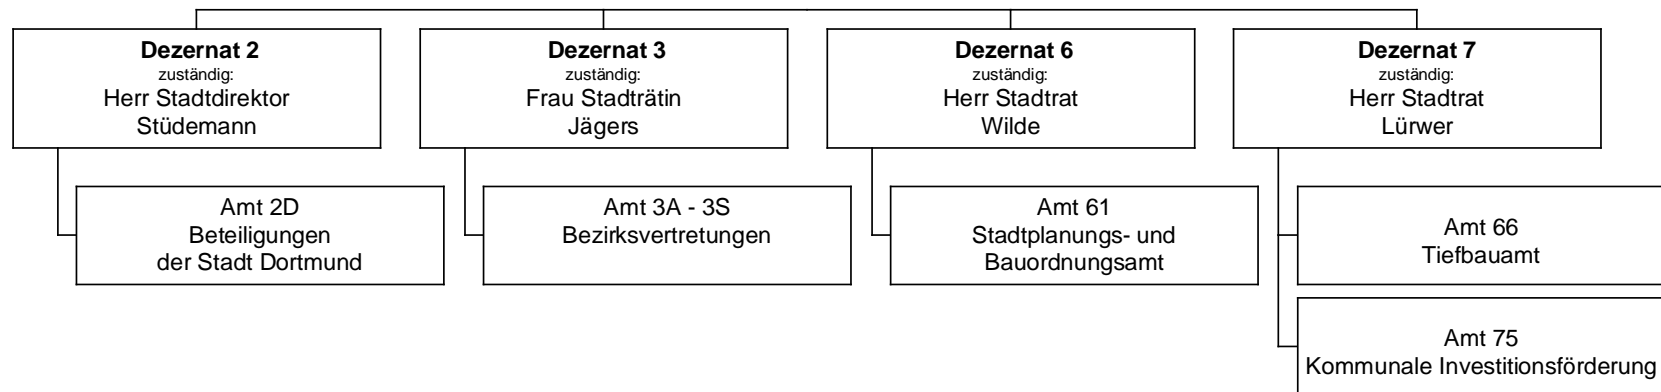 Dezernat 2
zuständig:
Herr Stadtdirektor
Stüdemann
Dezernat 3
zuständig:
Frau Stadträtin
Jägers
Dezernat 6
zuständig:
Herr Stadtrat
Wilde
Dezernat 7
zuständig:
Herr Stadtrat
Lürwer
Amt 2D
Beteiligungen
der Stadt Dortmund
Amt 3A - 3S
Bezirksvertretungen
Amt 61
Stadtplanungs- und
Bauordnungsamt
Amt 66
Tiefbauamt
Amt 75
Kommunale Investitionsförderung